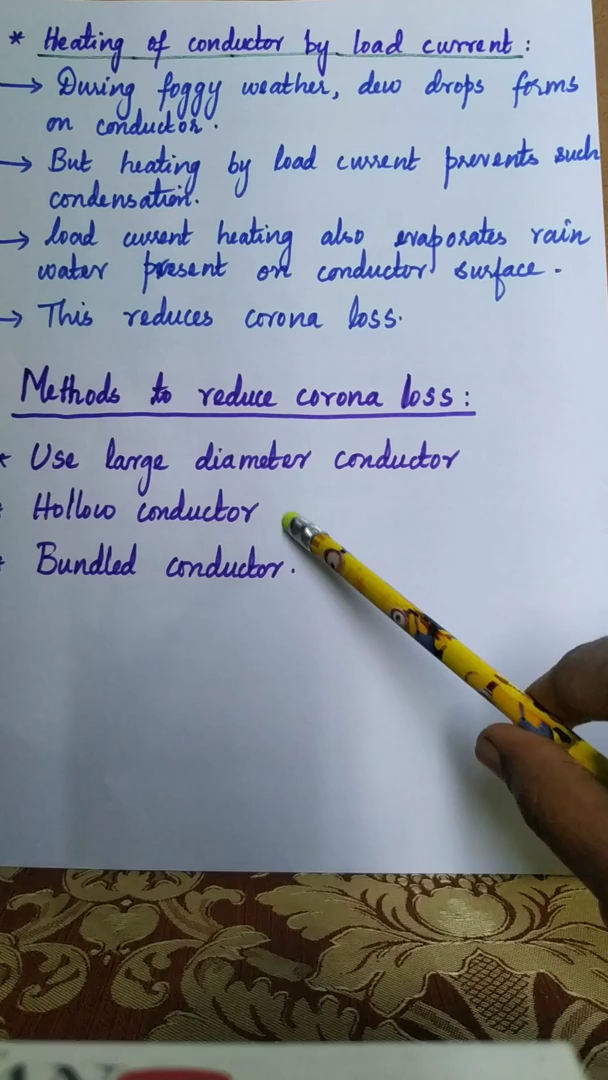 * Heating of conductor by load current :
→ During foggy weather, dew drops forms
on conductor.
→ But heating by load current prevents such
condensation.
→ load current heating also evaporates rain
water present on conductor surface.
→ This reduces corona loss.
Methods to reduce corona loss :
* Use large diameter conductor
* Hollow conductor
* Bundled conductor.